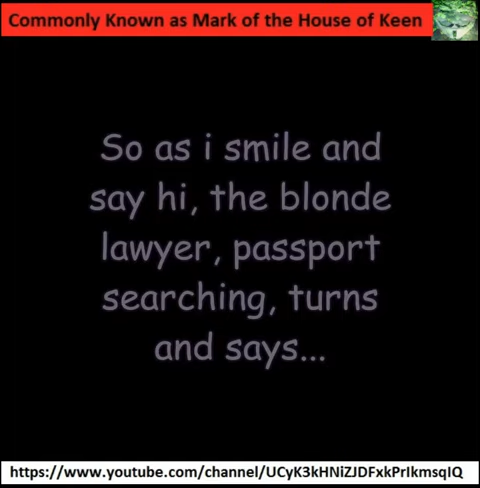 Commonly Known as Mark of the House of Keen
So as i smile and
say hi, the blonde
lawyer, passport
searching, turns
and says...
https://www.youtube.com/channel/UCyK3kHNiZJDFxkPrIkmsqIQ